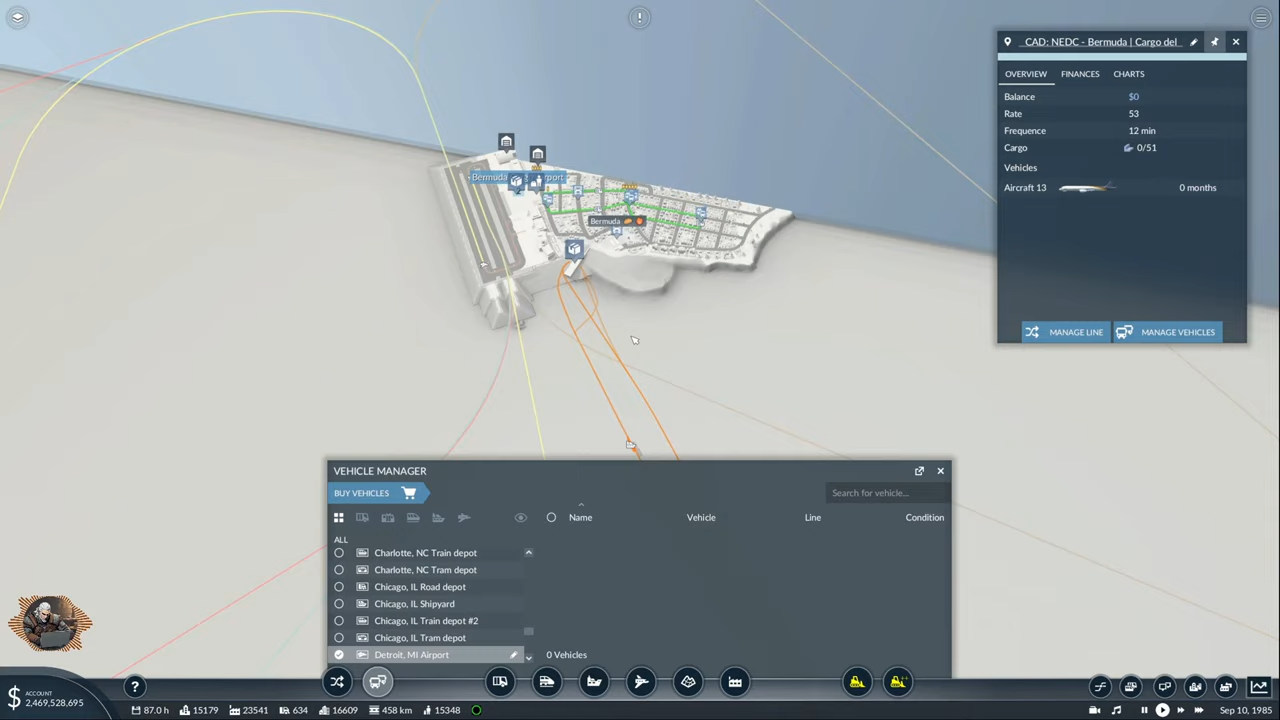 CAD: NEDC - Bermuda | Cargo del
OVERVIEW FINANCES CHARTS
Balance $0
Rate 53
Frequence 12 min
Cargo 0/51
Vehicles
Aircraft 13 0 months
MANAGE LINE MANAGE VEHICLES
Bermuda
VEHICLE MANAGER
BUY VEHICLES
Search for vehicle...
Name Vehicle Line Condition
ALL
Charlotte, NC Train depot
Charlotte, NC Tram depot
Chicago, IL Road depot
Chicago, IL Shipyard
Chicago, IL Train depot #2
Chicago, IL Tram depot
Detroit, MI Airport
0 Vehicles
$ ACCOUNT
2,469,528,695
?
87.0 h 15179 23541 634 16609 458 km 15348
Sep 10, 1985